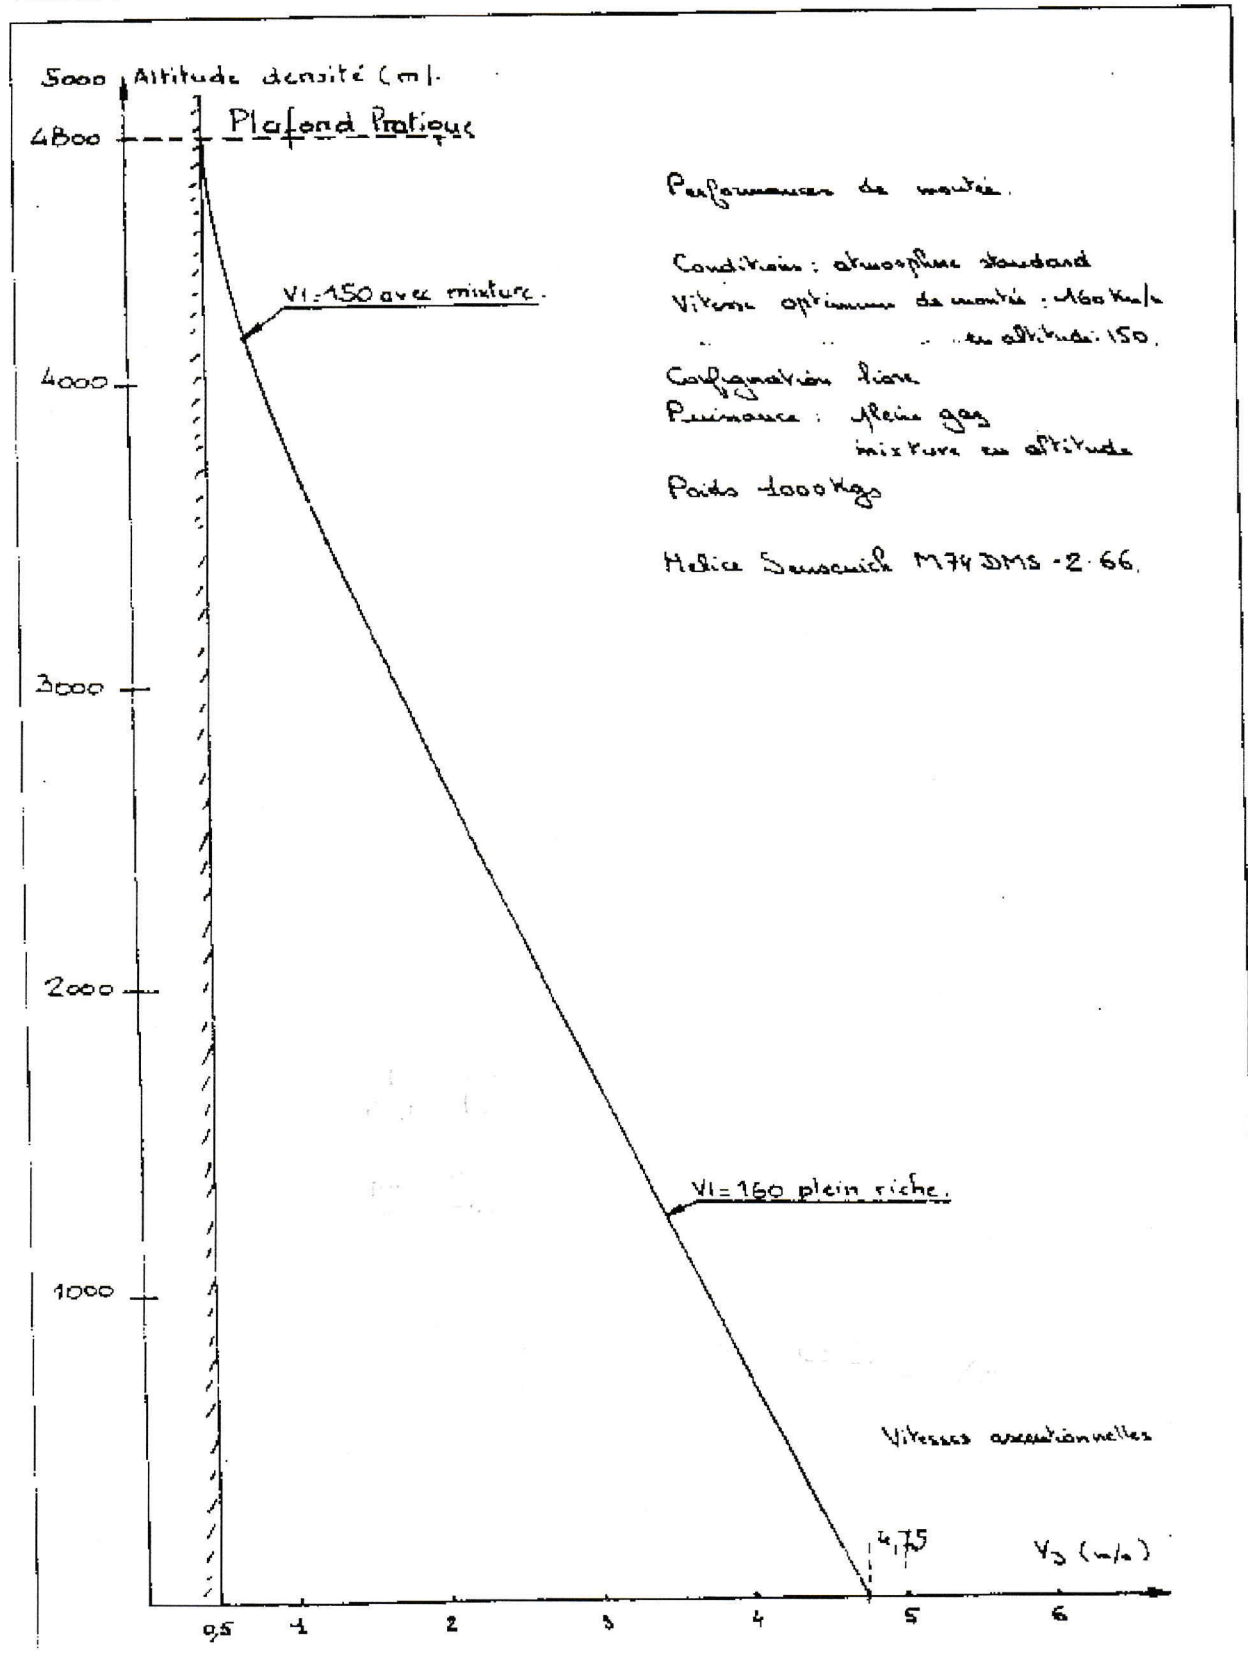 5000 Altitude densité (m).
4800 Plafond Pratique
Performances de montée.
Conditions : atmosphère standard
VI=150 avec mixture.
Vitesse optimum de montée : 160 Km/h
" " " " en altitude : 150.
4000
Configuration lisse
Puissance : plein gaz
mixture en altitude
Poids 1000 Kgs
Helice Sensenich M74 DMS - 2 - 66.
3000
2000
VI=160 plein riche.
1000
Vitesses ascentionnelles
4,75
Vz (m/s)
0,5 1 2 3 4 5 6